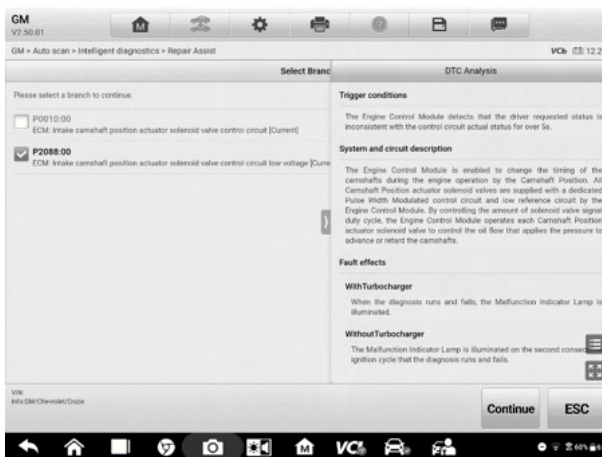 GM
V2.50.01
GM > Auto scan > Intelligent diagnostics > Repair Assist
VCI 12.2
Select Branc
DTC Analysis
Please select a branch to continue.
P0010:00
ECM: Intake camshaft position actuator solenoid valve control circuit [Current]
P2088:00
ECM: Intake camshaft position actuator solenoid valve control circuit low voltage [Curre
Trigger conditions
The Engine Control Module detects that the driver requested status is
inconsistent with the control circuit actual status for over 5s.
System and circuit description
The Engine Control Module is enabled to change the timing of the
camshafts during the engine operation by the Camshaft Position. All
Camshaft Position actuator solenoid valves are supplied with a dedicated
Pulse Width Modulated control circuit and low reference circuit by the
Engine Control Module. By controlling the amount of solenoid valve signal
duty cycle, the Engine Control Module operates each Camshaft Position
actuator solenoid valve to control the oil flow that applies the pressure to
advance or retard the camshafts.
Fault effects
WithTurbocharger
When the diagnosis runs and fails, the Malfunction Indicator Lamp is
illuminated.
WithoutTurbocharger
The Malfunction Indicator Lamp is illuminated on the second consec
ignition cycle that the diagnosis runs and fails.
VIN:
Info:GM/Chevrolet/Cruze
Continue
ESC
M
VCI
60%